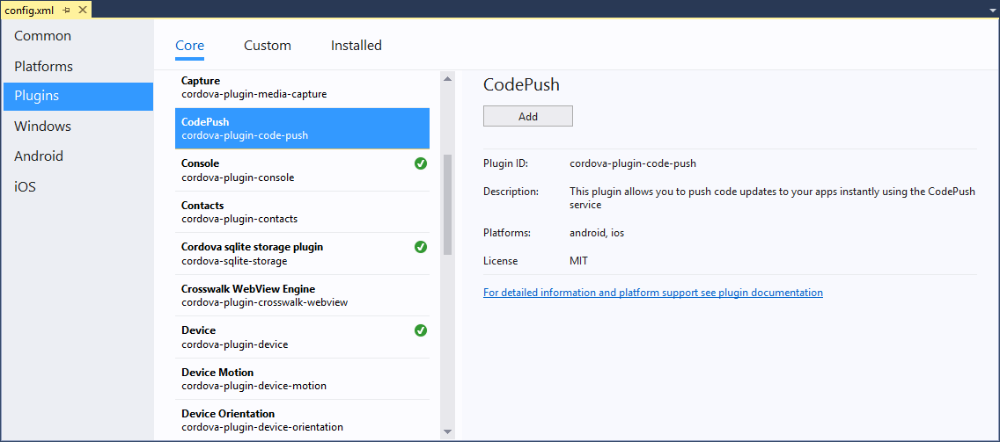 config.xml
Common
Platforms
Plugins
Windows
Android
iOS
Core Custom Installed
Capture
cordova-plugin-media-capture
CodePush
cordova-plugin-code-push
Console
cordova-plugin-console
Contacts
cordova-plugin-contacts
Cordova sqlite storage plugin
cordova-sqlite-storage
Crosswalk WebView Engine
cordova-plugin-crosswalk-webview
Device
cordova-plugin-device
Device Motion
cordova-plugin-device-motion
Device Orientation
cordova-plugin-device-orientation
CodePush
Add
Plugin ID: cordova-plugin-code-push
Description: This plugin allows you to push code updates to your apps instantly using the CodePush
service
Platforms: android, ios
License MIT
For detailed information and platform support see plugin documentation